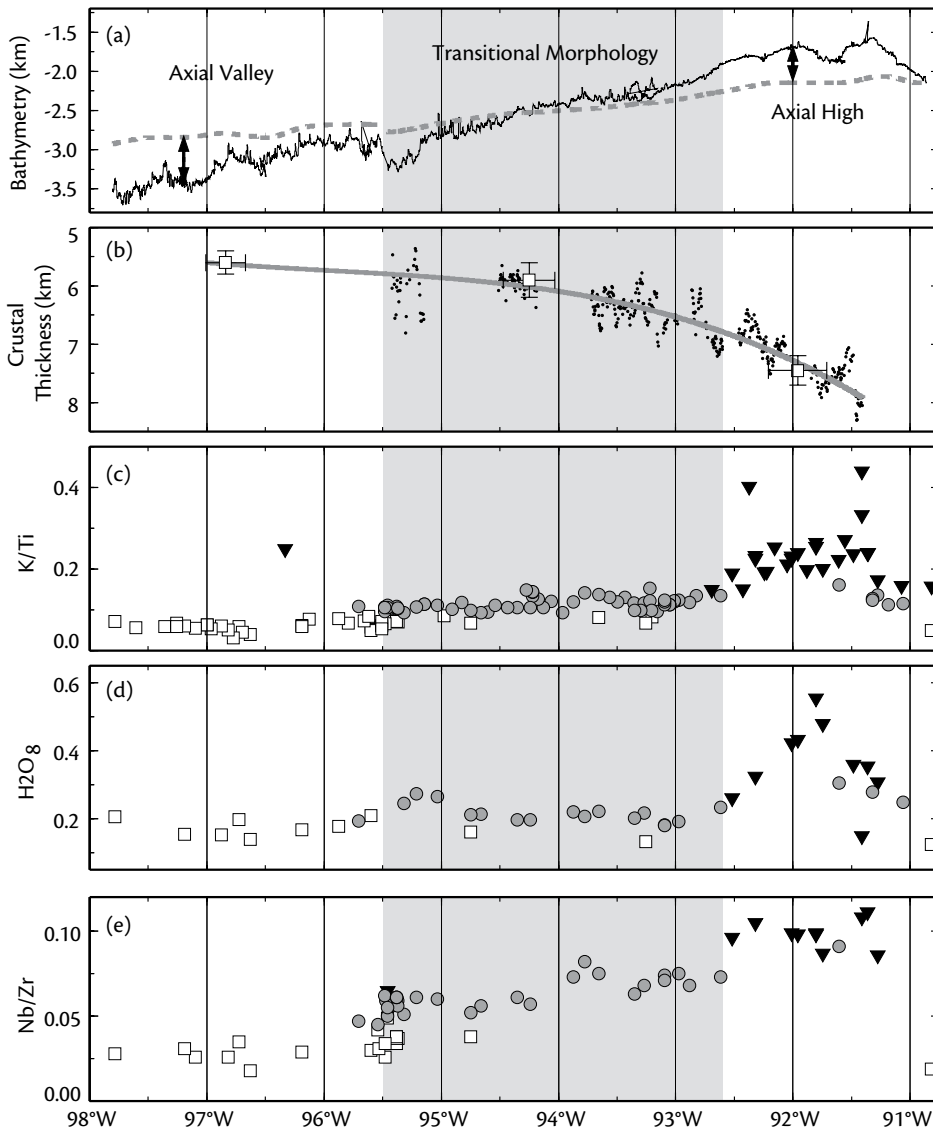 (a)
Axial Valley
Transitional Morphology
Axial High
Bathymetry (km)
-1.5
-2.0
-2.5
-3.0
-3.5
(b)
Crustal
Thickness (km)
5
6
7
8
(c)
K/Ti
0.4
0.2
0.0
(d)
H2O8
0.6
0.4
0.2
(e)
Nb/Zr
0.10
0.05
0.00
98°W 97°W 96°W 95°W 94°W 93°W 92°W 91°W